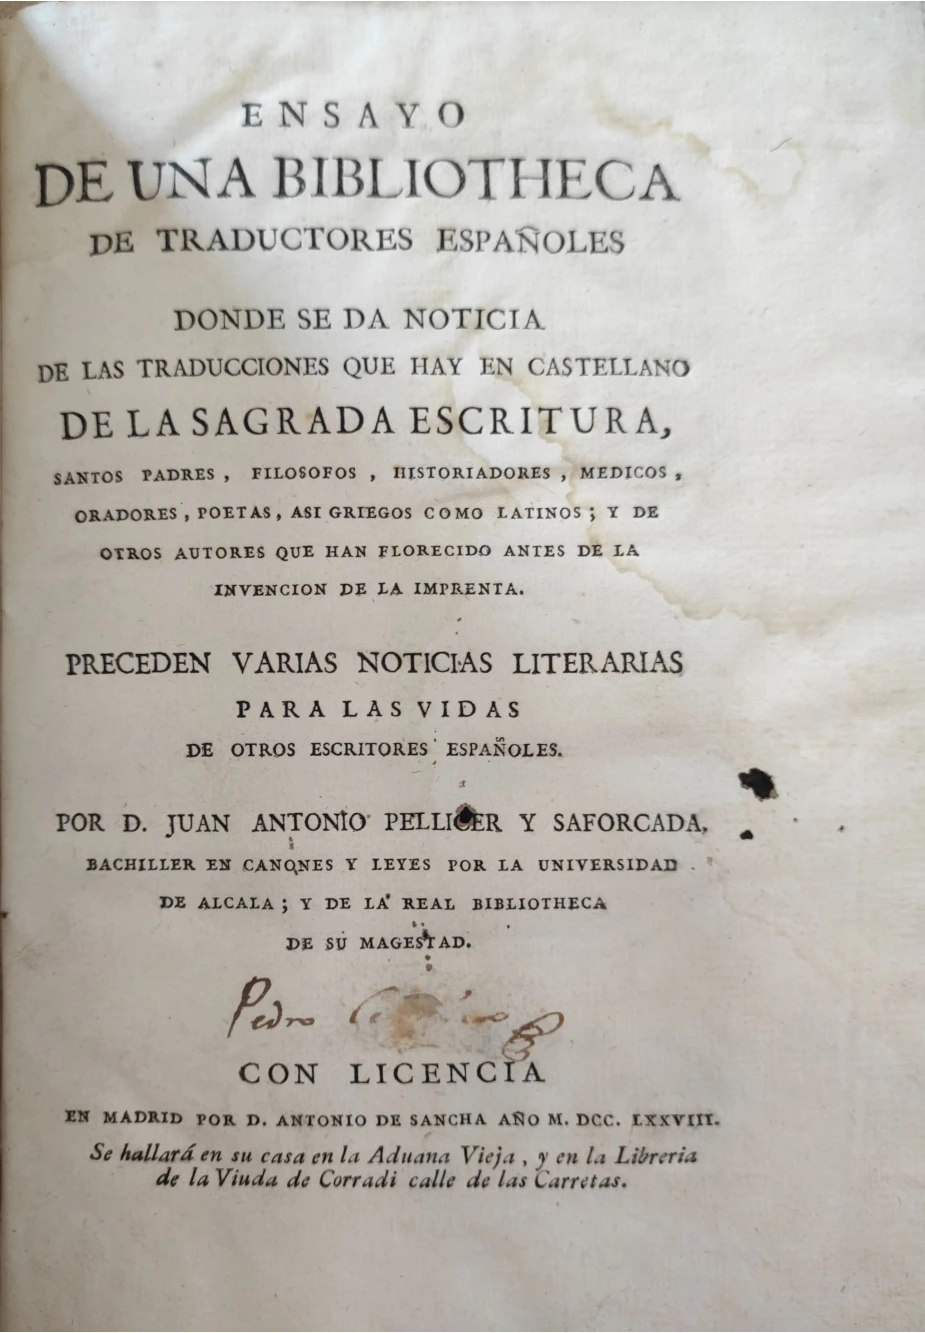 ENSAYO
DE UNA BIBLIOTHECA
DE TRADUCTORES ESPAÑOLES
DONDE SE DA NOTICIA
DE LAS TRADUCCIONES QUE HAY EN CASTELLANO
DE LA SAGRADA ESCRITURA,
SANTOS PADRES, FILOSOFOS, HISTORIADORES, MEDICOS,
ORADORES, POETAS, ASI GRIEGOS COMO LATINOS; Y DE
OTROS AUTORES QUE HAN FLORECIDO ANTES DE LA
INVENCION DE LA IMPRENTA.
PRECEDEN VARIAS NOTICIAS LITERARIAS
PARA LAS VIDAS
DE OTROS ESCRITORES ESPAÑOLES.
POR D. JUAN ANTONIO PELLICER Y SAFORCADA,
BACHILLER EN CANONES Y LEYES POR LA UNIVERSIDAD
DE ALCALA; Y DE LA REAL BIBLIOTHECA
DE SU MAGESTAD.
Pedro
CON LICENCIA
EN MADRID POR D. ANTONIO DE SANCHA AÑO M. DCC. LXXVIII.
Se hallará en su casa en la Aduana Vieja, y en la Libreria
de la Viuda de Corradi calle de las Carretas.